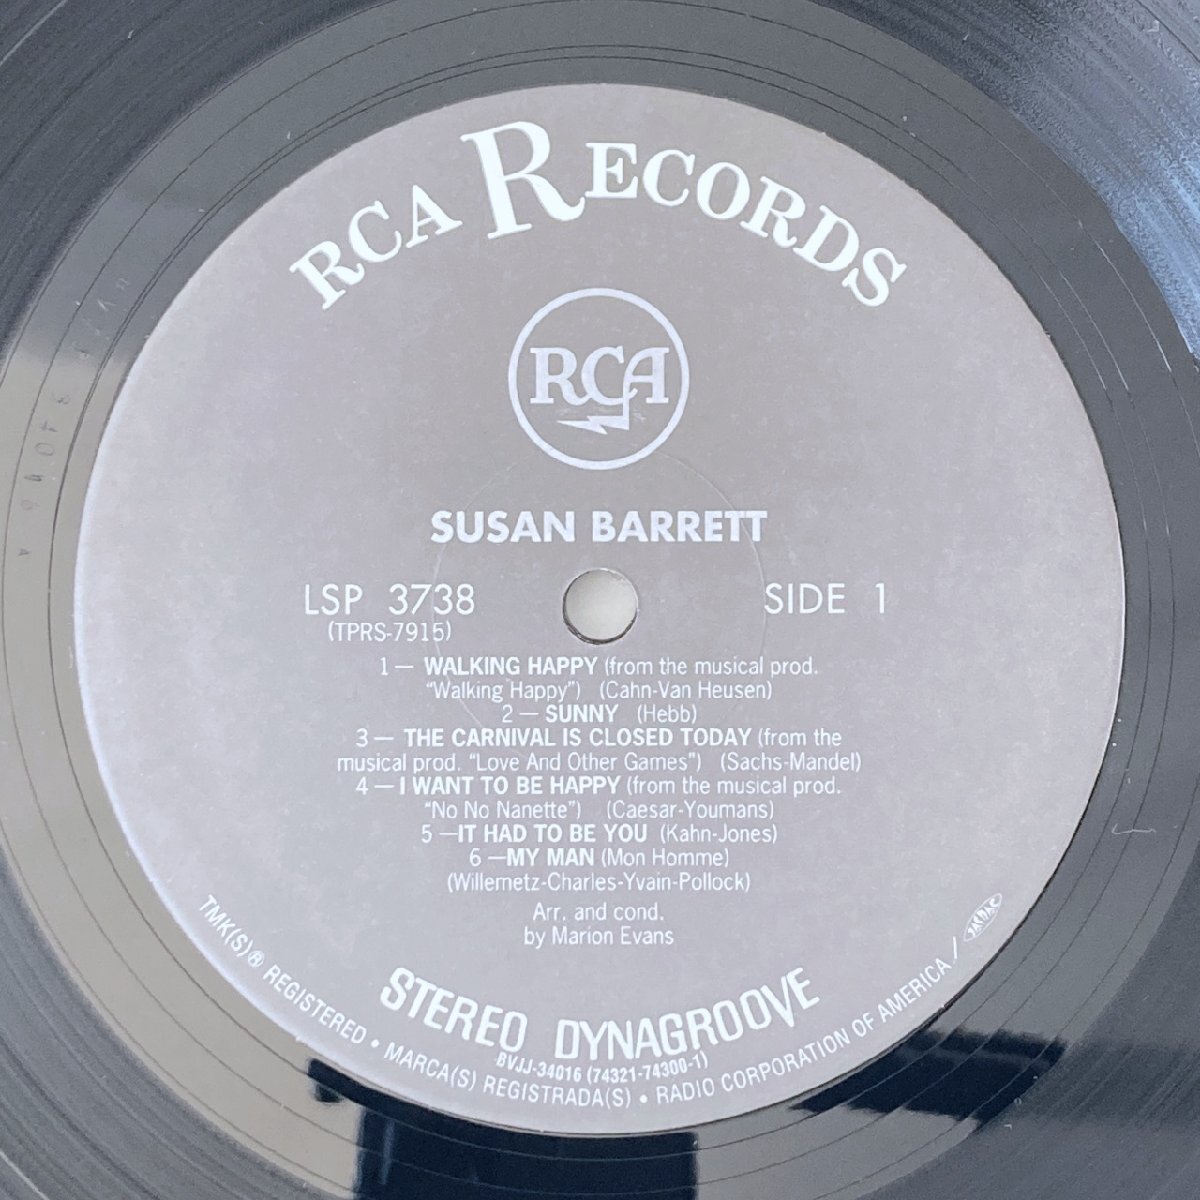 RCA RECORDS
RCA
SUSAN BARRETT
LSP 3738
SIDE 1
(TPRS-7915)
1 — WALKING HAPPY (from the musical prod.
"Walking Happy") (Cahn-Van Heusen)
2 — SUNNY (Hebb)
3 — THE CARNIVAL IS CLOSED TODAY (from the
musical prod. "Love And Other Games") (Sachs-Mandel)
4 — I WANT TO BE HAPPY (from the musical prod.
"No No Nanette") (Caesar-Youmans)
5 — IT HAD TO BE YOU (Kahn-Jones)
6 — MY MAN (Mon Homme)
(Willemetz-Charles-Yvain-Pollock)
Arr. and cond.
by Marion Evans
STEREO DYNAGROOVE
BVJJ-34016 (74321-74300-1)
TMK(S)® REGISTERED • MARCA(S) REGISTRADA(S) • RADIO CORPORATION OF AMERICA / JASRAC